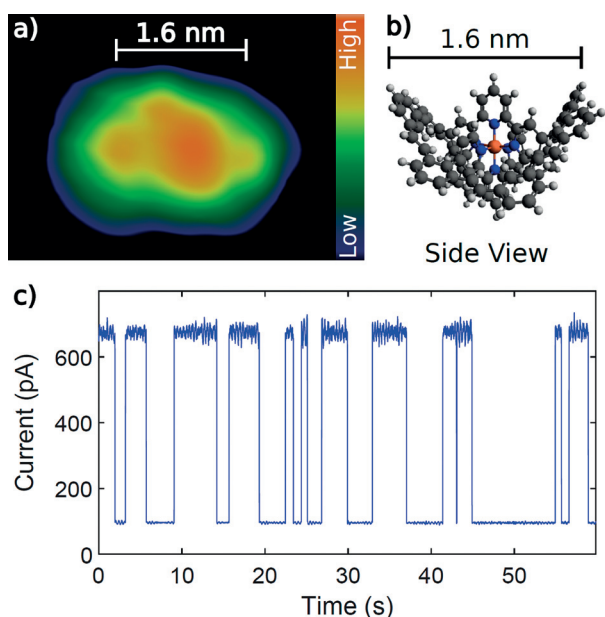 a)
1.6 nm
High
Low
b)
1.6 nm
Side View
c)
Current (pA)
600
400
200
0
0 10 20 30 40 50
Time (s)